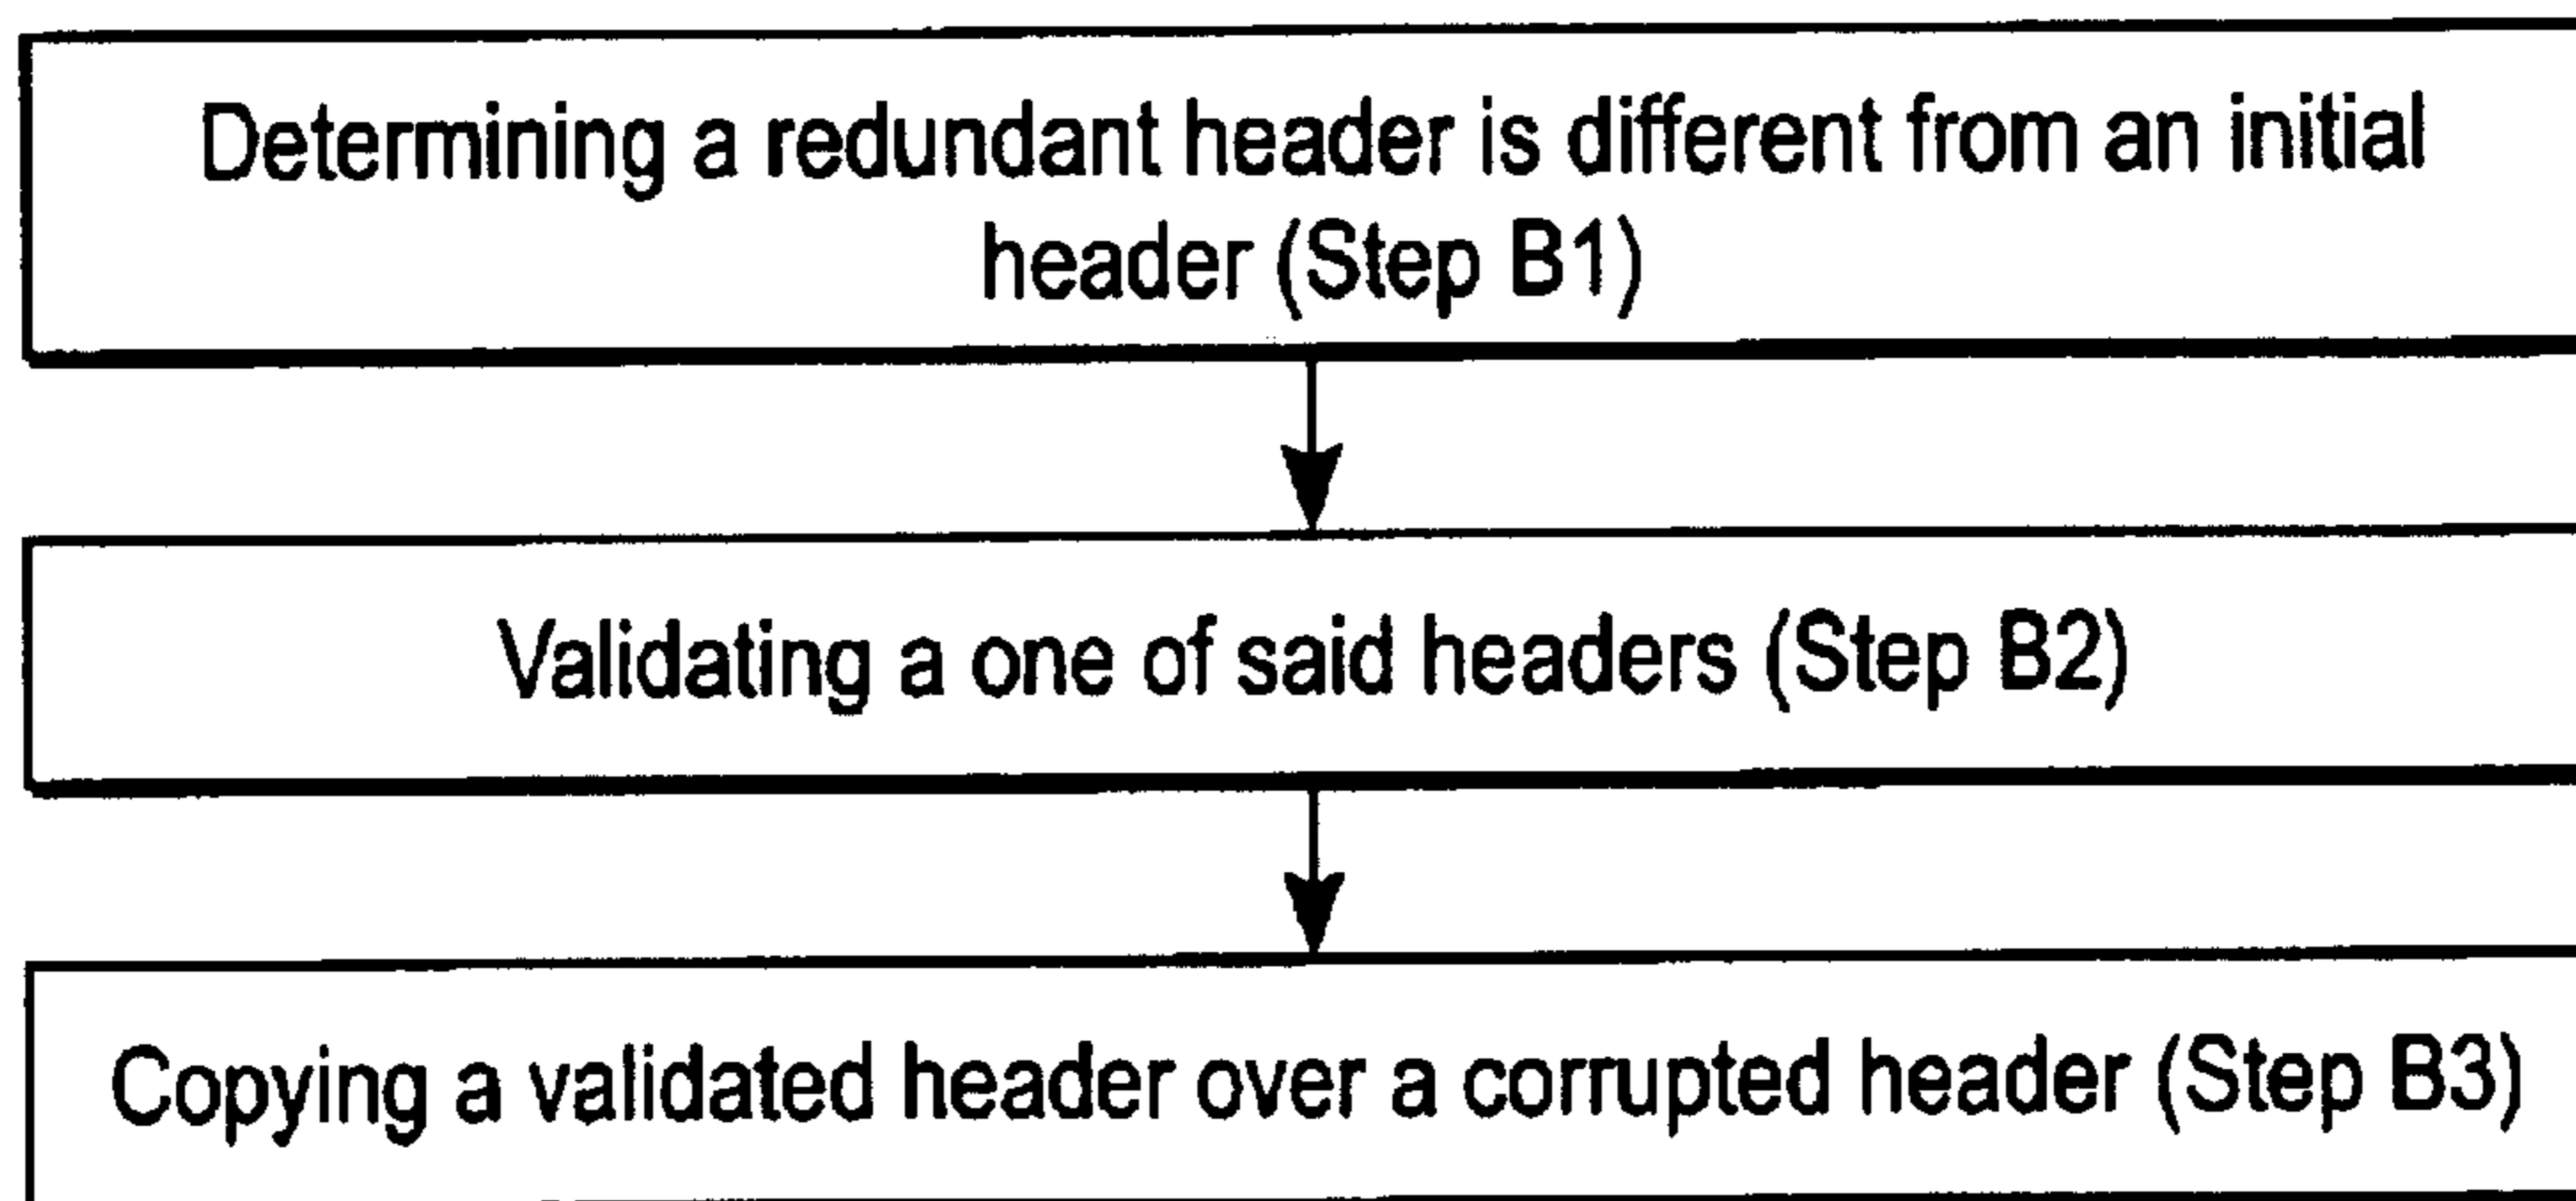 Determining a redundant header is different from an initial
header (Step B1)
Validating a one of said headers (Step B2)
Copying a validated header over a corrupted header (Step B3)